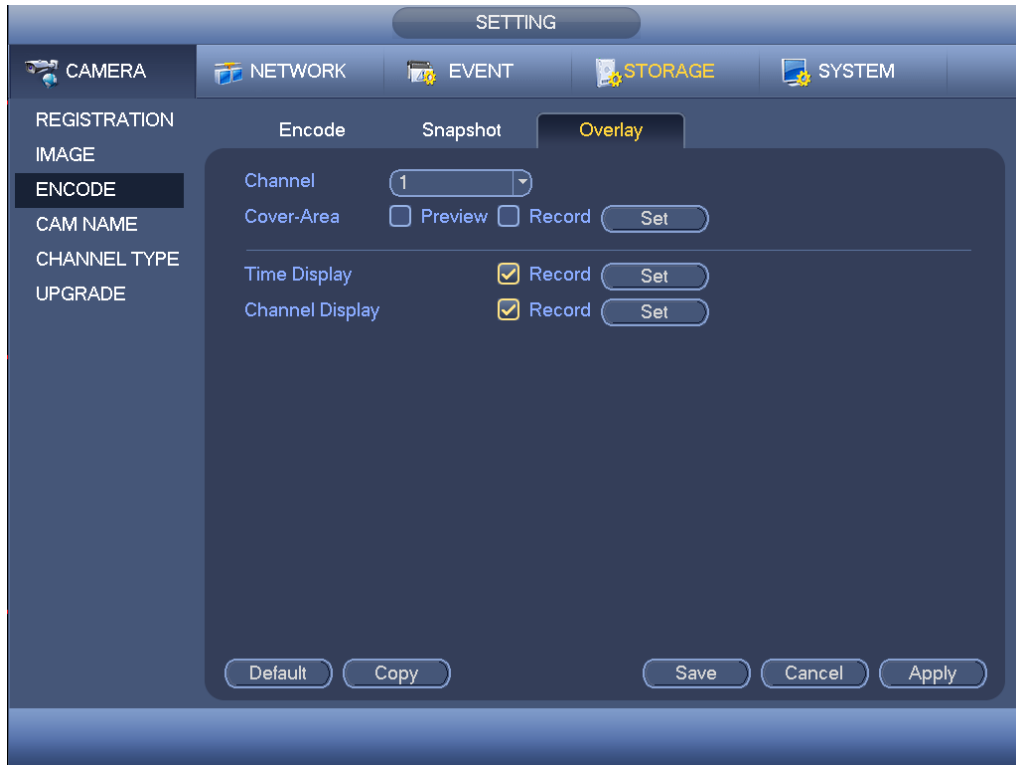 SETTING
CAMERA NETWORK EVENT STORAGE SYSTEM
REGISTRATION
IMAGE
ENCODE
CAM NAME
CHANNEL TYPE
UPGRADE
Encode Snapshot Overlay
Channel 1
Cover-Area Preview Record Set
Time Display Record Set
Channel Display Record Set
Default Copy Save Cancel Apply